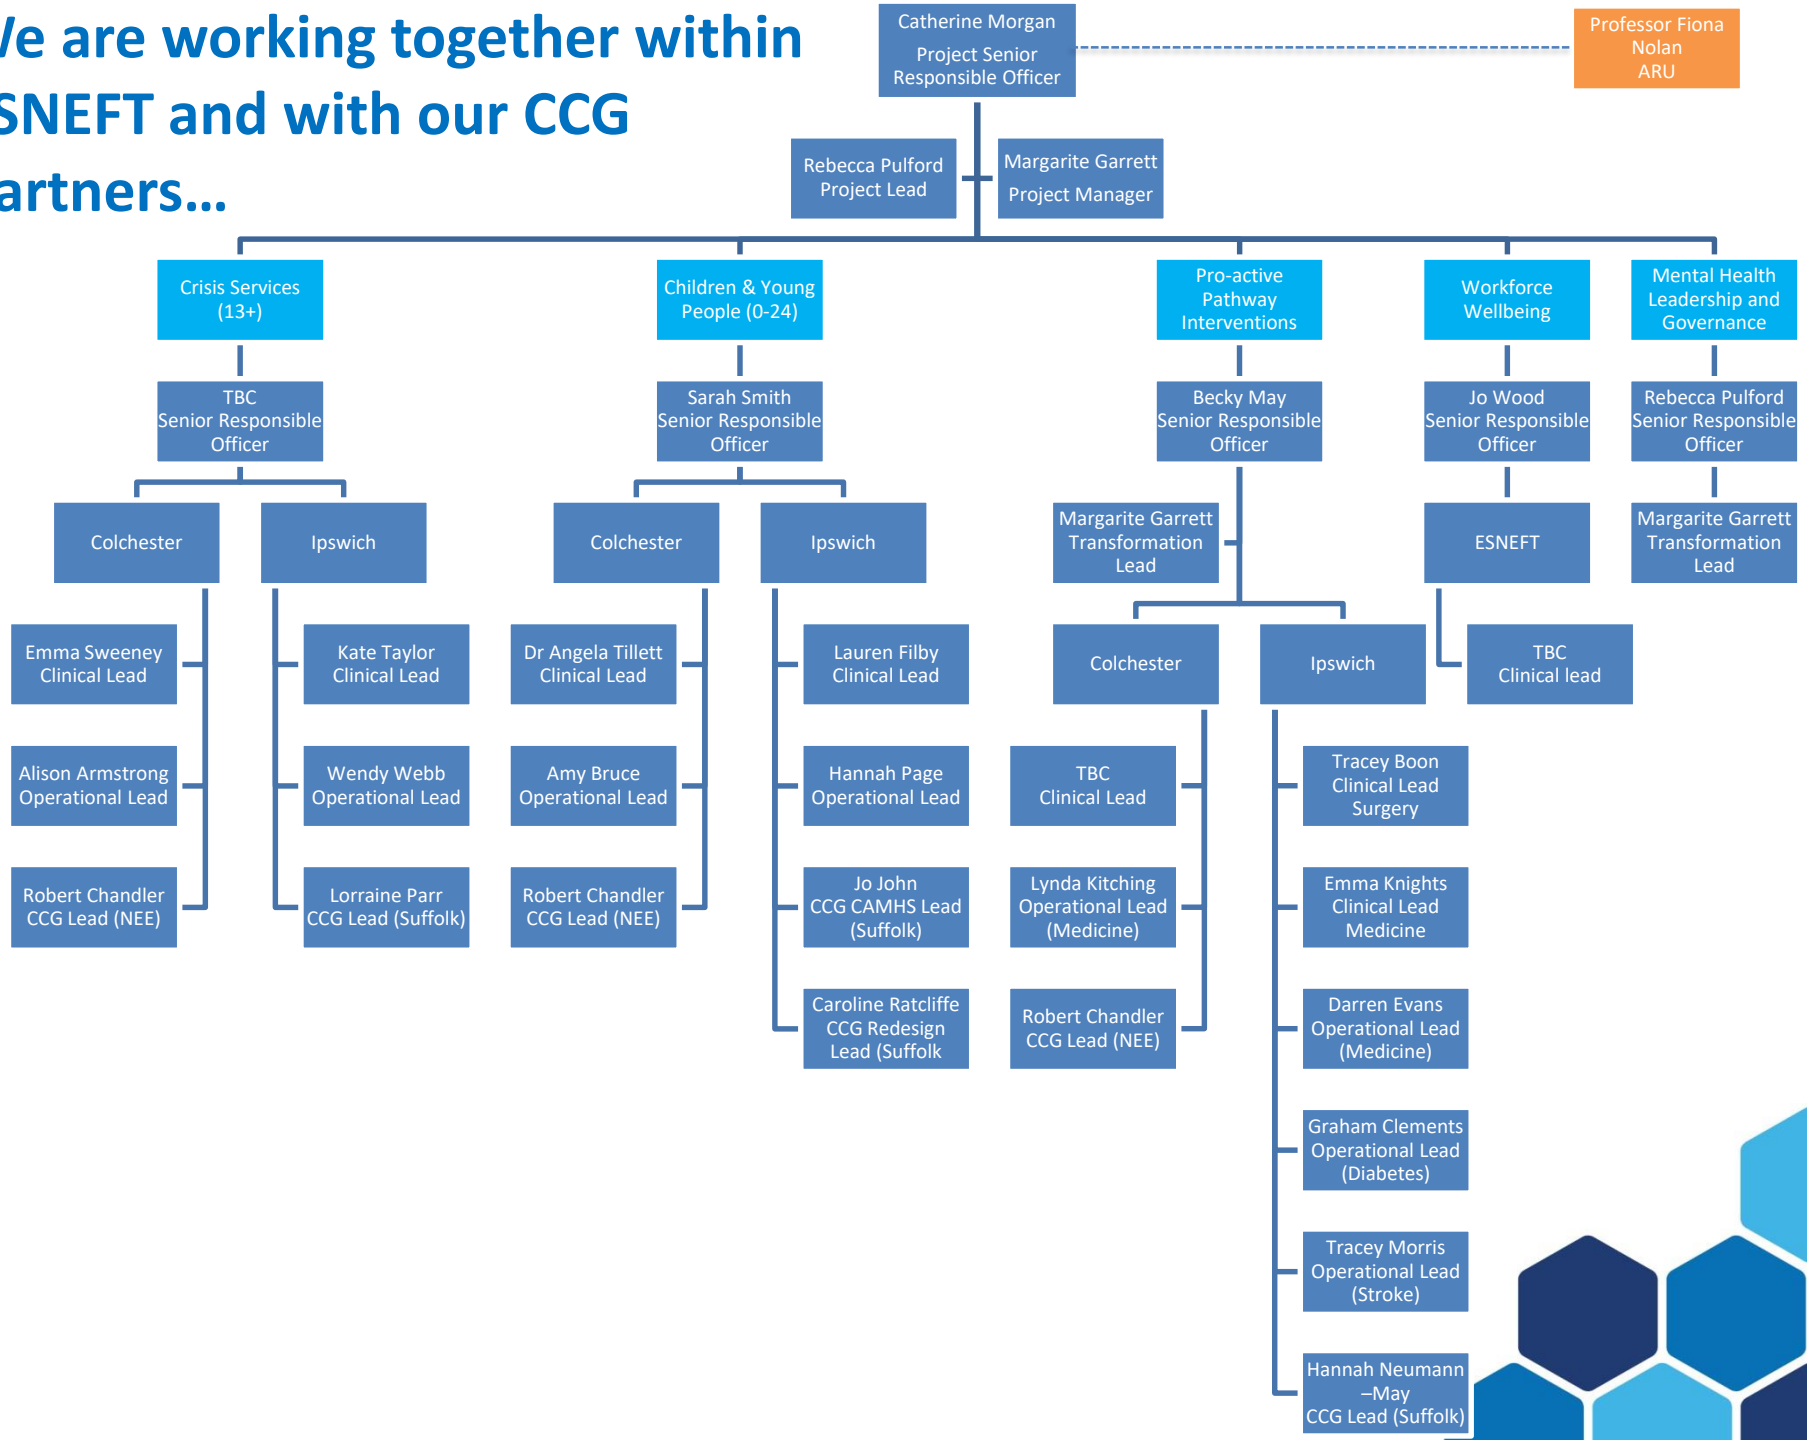 We are working together within
SNEFT and with our CCG
artners...
Catherine Morgan
Project Senior
Responsible Officer
Professor Fiona
Nolan
ARU
Rebecca Pulford
Project Lead
Margarite Garrett
Project Manager
Crisis Services
(13+)
Children & Young
People (0-24)
Pro-active
Pathway
Interventions
Workforce
Wellbeing
Mental Health
Leadership and
Governance
TBC
Senior Responsible
Officer
Sarah Smith
Senior Responsible
Officer
Becky May
Senior Responsible
Officer
Jo Wood
Senior Responsible
Officer
Rebecca Pulford
Senior Responsible
Officer
Colchester
Ipswich
Colchester
Ipswich
Margarite Garrett
Transformation
Lead
ESNEFT
Margarite Garrett
Transformation
Lead
Emma Sweeney
Clinical Lead
Kate Taylor
Clinical Lead
Dr Angela Tillett
Clinical Lead
Lauren Filby
Clinical Lead
Colchester
Ipswich
TBC
Clinical lead
Alison Armstrong
Operational Lead
Wendy Webb
Operational Lead
Amy Bruce
Operational Lead
Hannah Page
Operational Lead
TBC
Clinical Lead
Tracey Boon
Clinical Lead
Surgery
Robert Chandler
CCG Lead (NEE)
Lorraine Parr
CCG Lead (Suffolk)
Robert Chandler
CCG Lead (NEE)
Jo John
CCG CAMHS Lead
(Suffolk)
Lynda Kitching
Operational Lead
(Medicine)
Emma Knights
Clinical Lead
Medicine
Caroline Ratcliffe
CCG Redesign
Lead (Suffolk
Robert Chandler
CCG Lead (NEE)
Darren Evans
Operational Lead
(Medicine)
Graham Clements
Operational Lead
(Diabetes)
Tracey Morris
Operational Lead
(Stroke)
Hannah Neumann
–May
CCG Lead (Suffolk)